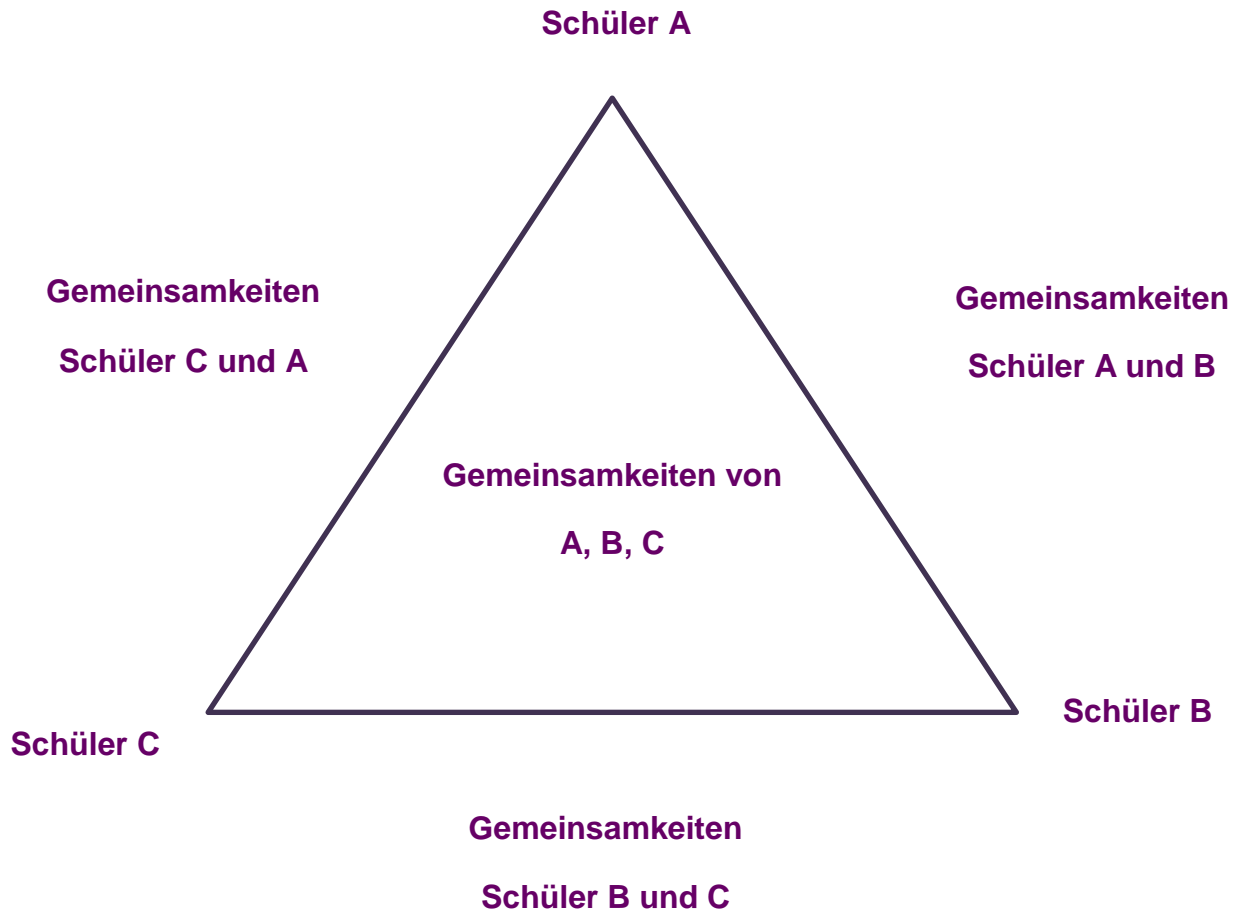 Schüler A
Gemeinsamkeiten
Schüler C und A
Gemeinsamkeiten
Schüler A und B
Gemeinsamkeiten von
A, B, C
Schüler C
Schüler B
Gemeinsamkeiten
Schüler B und C